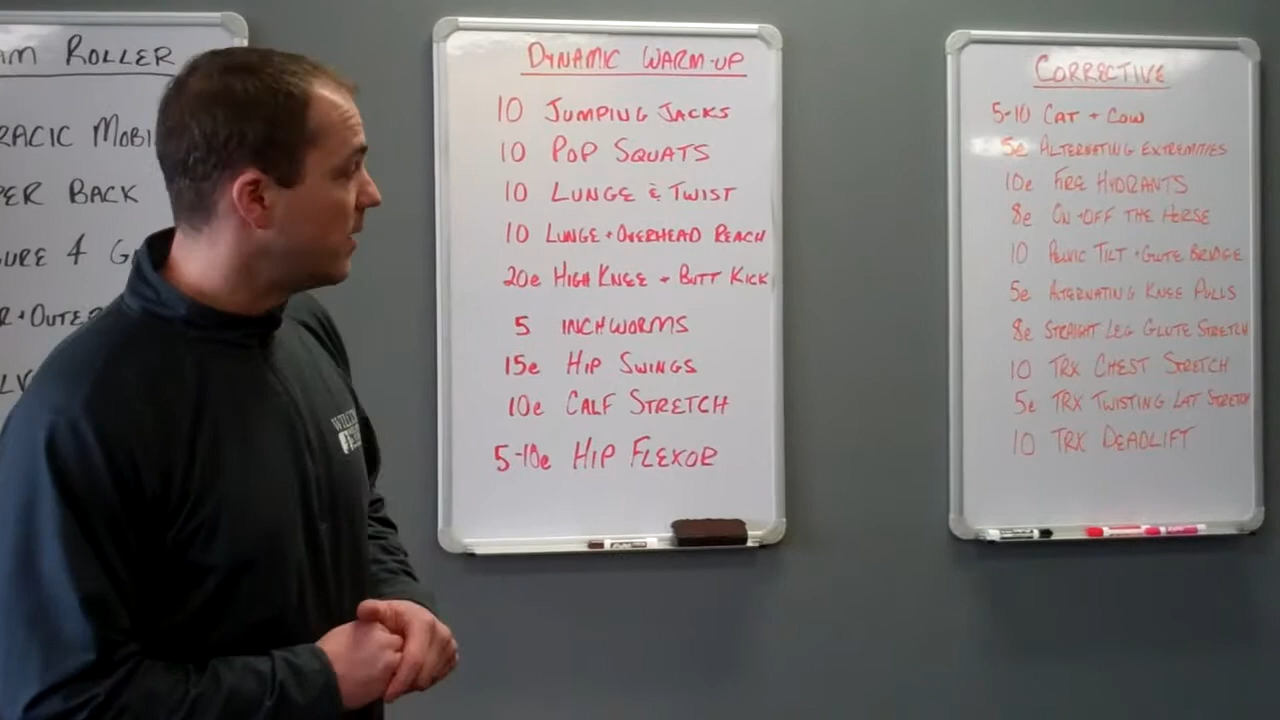 AM ROLLER
RACIC MOBI
PER BACK
URE 4 G
R + OUTE
LV
DYNAMIC WARM-UP
10 JUMPING JACKS
10 POP SQUATS
10 LUNGE & TWIST
10 LUNGE + OVERHEAD REACH
20e HIGH KNEE + BUTT KICK
5 INCHWORMS
15e HIP SWINGS
10e CALF STRETCH
5-10e HIP FLEXOR
CORRECTIVE
5-10 CAT + COW
5e ALTERNATING EXTREMITIES
10e FIRE HYDRANTS
8e ON + OFF THE HORSE
10 PELVIC TILT + GLUTE BRIDGE
5e ALTERNATING KNEE PULLS
8e STRAIGHT LEG GLUTE STRETCH
10 TRX CHEST STRETCH
5e TRX TWISTING LAT STRETCH
10 TRX DEADLIFT